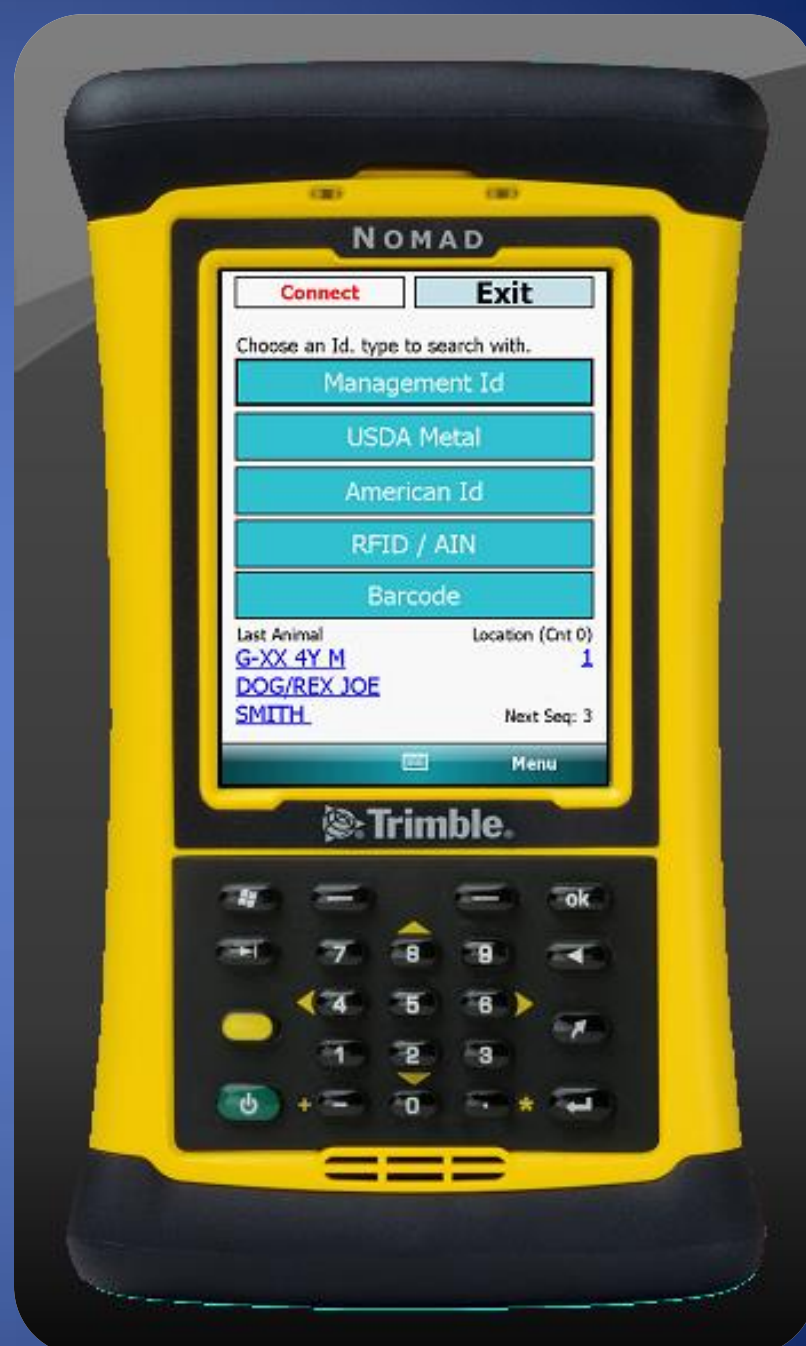 NOMAD
Connect Exit
Choose an Id. type to search with.
Management Id
USDA Metal
American Id
RFID / AIN
Barcode
Last Animal Location (Cnt 0)
G-XX 4Y M 1
DOG/REX JOE
SMITH Next Seq: 3
Menu
Trimble.
ok
7 8 9
4 5 6
1 2 3
+ - 0 . *